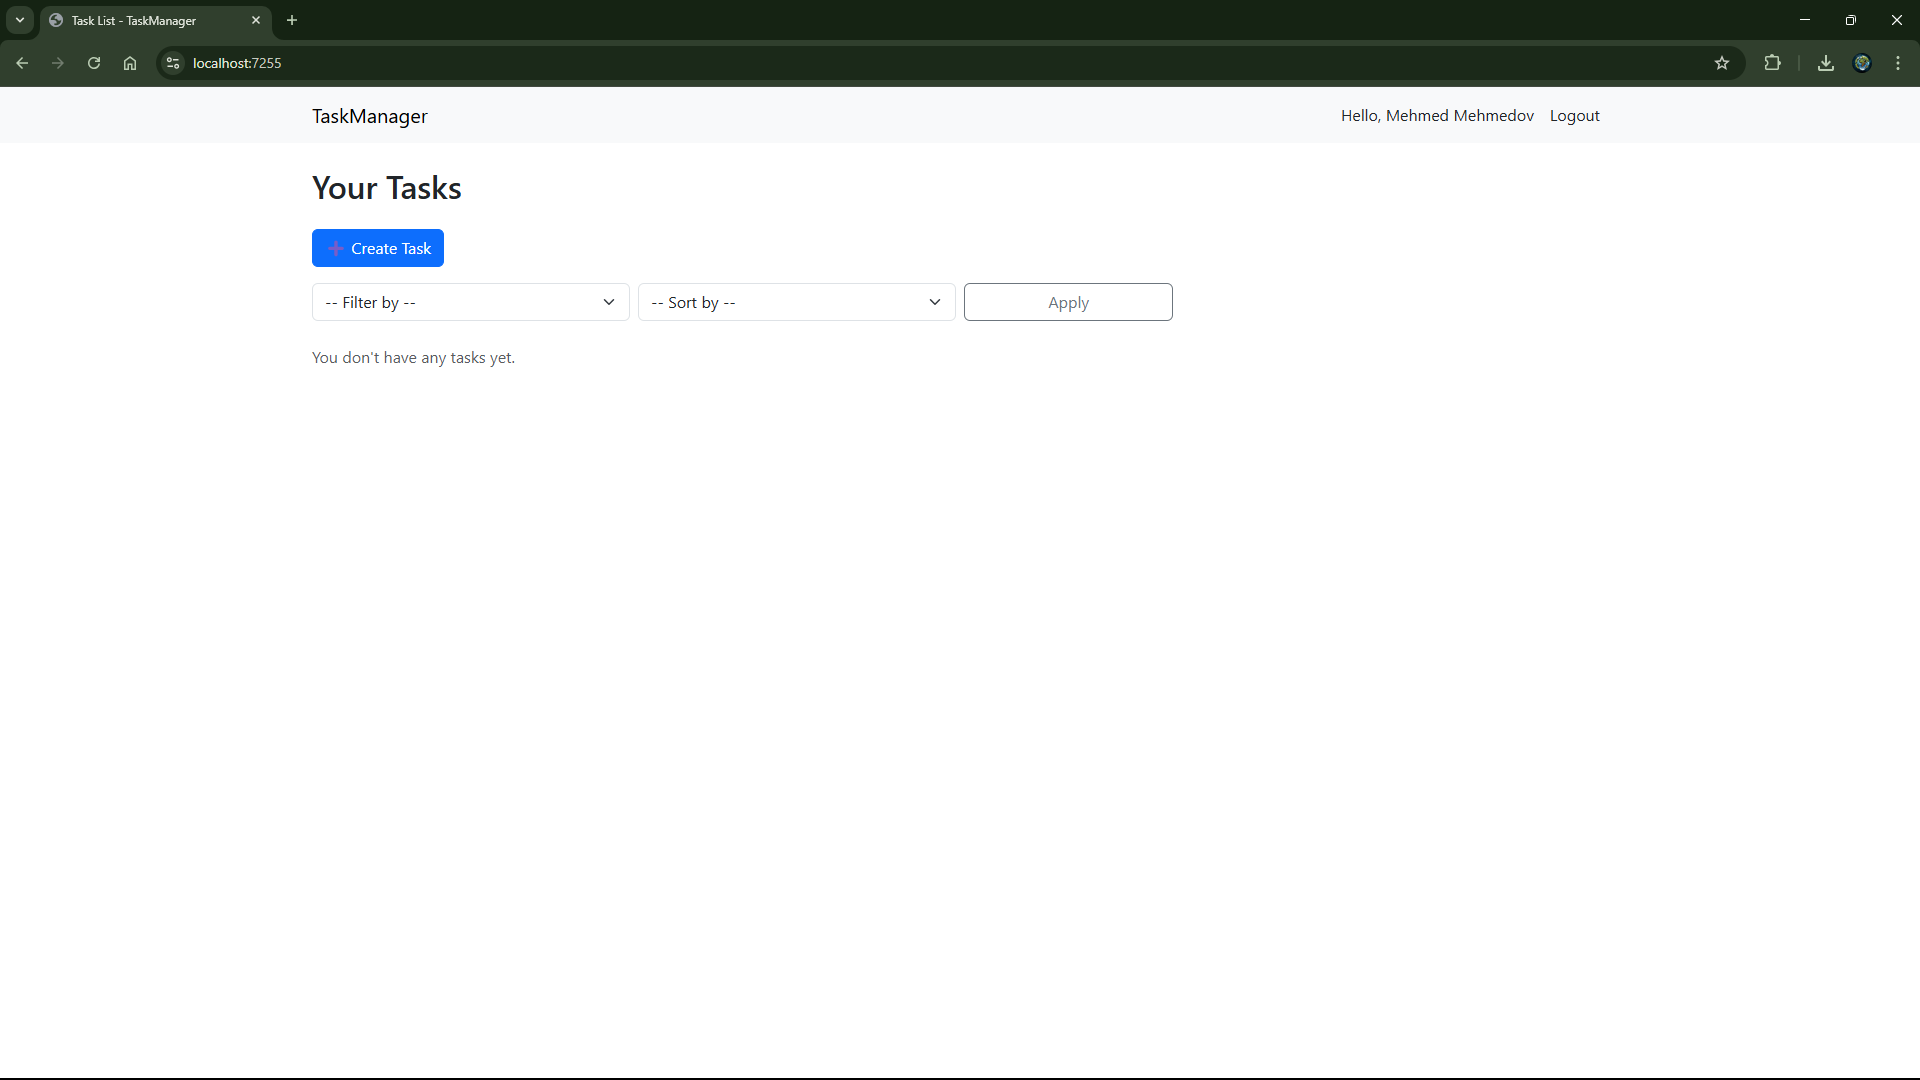 Task List - TaskManager
localhost:7255
TaskManager
Hello, Mehmed Mehmedov Logout
Your Tasks
Create Task
-- Filter by -- -- Sort by -- Apply
You don't have any tasks yet.